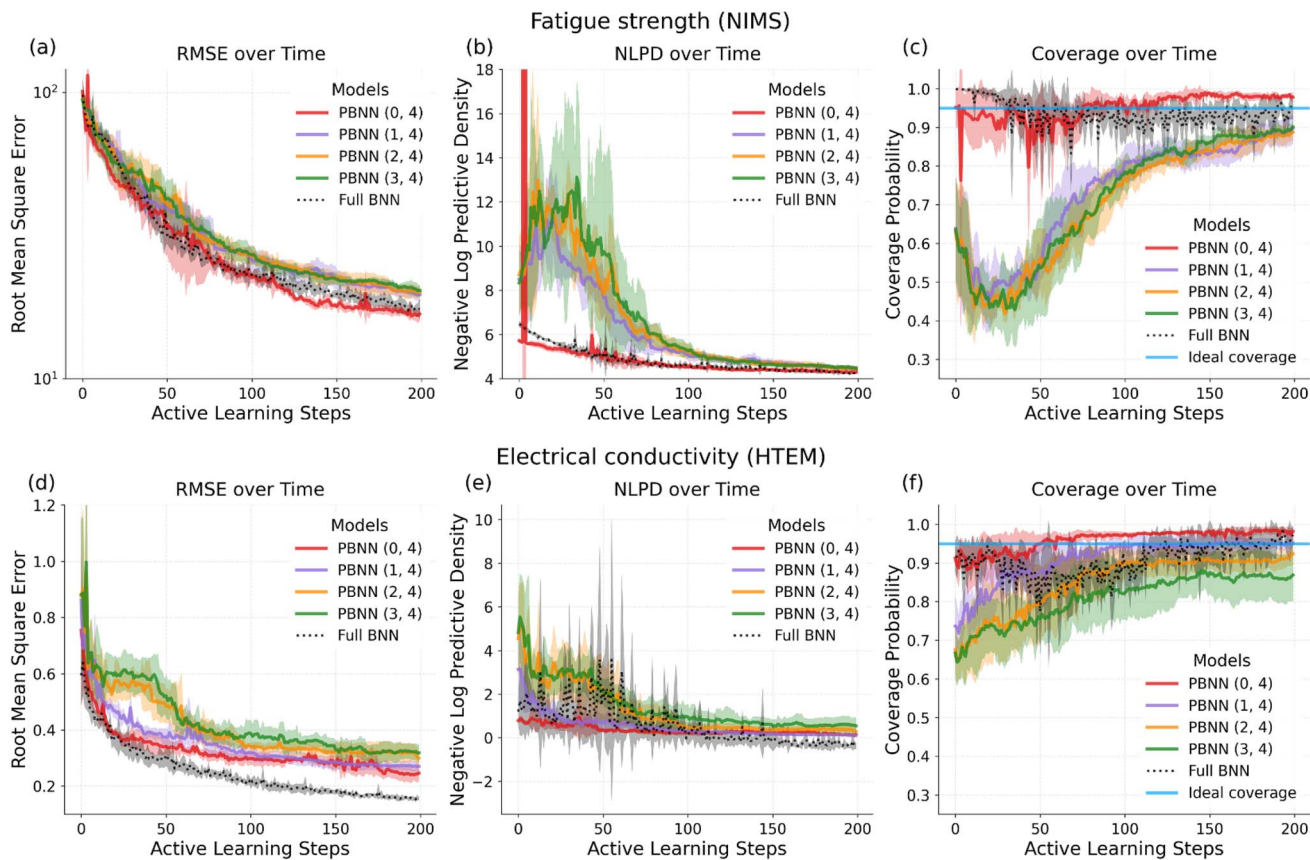 Fatigue strength (NIMS)
(a)
RMSE over Time
Root Mean Square Error
10²
10¹
Models
PBNN (0, 4)
PBNN (1, 4)
PBNN (2, 4)
PBNN (3, 4)
Full BNN
0 50 100 150 200
Active Learning Steps
(b)
NLPD over Time
Negative Log Predictive Density
18
16
14
12
10
8
6
4
Models
PBNN (0, 4)
PBNN (1, 4)
PBNN (2, 4)
PBNN (3, 4)
Full BNN
0 50 100 150 200
Active Learning Steps
(c)
Coverage over Time
Coverage Probability
1.0
0.9
0.8
0.7
0.6
0.5
0.4
0.3
Models
PBNN (0, 4)
PBNN (1, 4)
PBNN (2, 4)
PBNN (3, 4)
Full BNN
Ideal coverage
0 50 100 150 200
Active Learning Steps
Electrical conductivity (HTEM)
(d)
RMSE over Time
Root Mean Square Error
1.2
1.0
0.8
0.6
0.4
0.2
Models
PBNN (0, 4)
PBNN (1, 4)
PBNN (2, 4)
PBNN (3, 4)
Full BNN
0 50 100 150 200
Active Learning Steps
(e)
NLPD over Time
Negative Log Predictive Density
10
8
6
4
2
0
−2
Models
PBNN (0, 4)
PBNN (1, 4)
PBNN (2, 4)
PBNN (3, 4)
Full BNN
0 50 100 150 200
Active Learning Steps
(f)
Coverage over Time
Coverage Probability
1.0
0.9
0.8
0.7
0.6
0.5
0.4
0.3
Models
PBNN (0, 4)
PBNN (1, 4)
PBNN (2, 4)
PBNN (3, 4)
Full BNN
Ideal coverage
0 50 100 150 200
Active Learning Steps